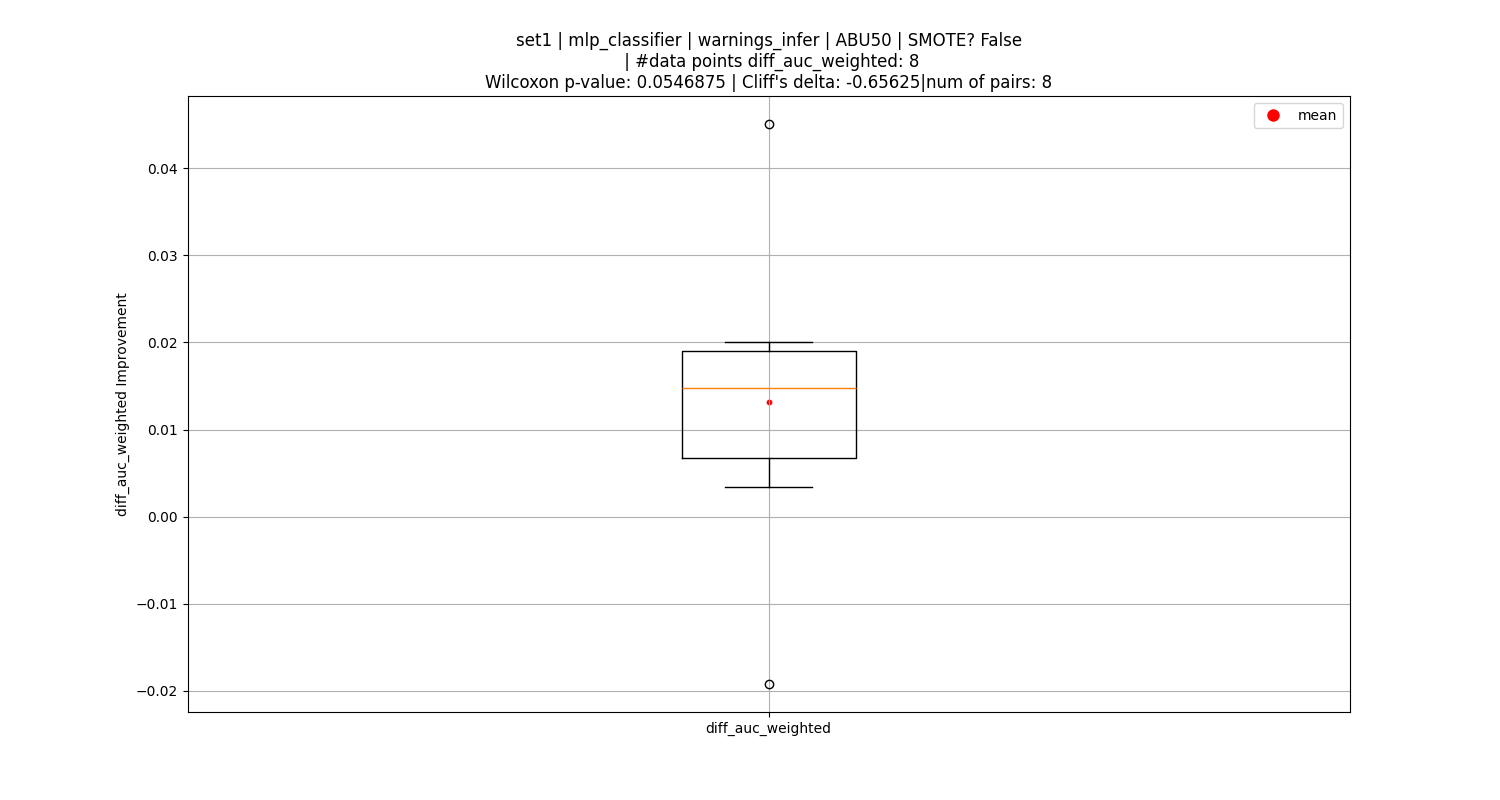 set1 | mlp_classifier | warnings_infer | ABU50 | SMOTE? False
| #data points diff_auc_weighted: 8
Wilcoxon p-value: 0.0546875 | Cliff's delta: -0.65625|num of pairs: 8
mean
0.04
0.03
0.02
0.01
0.00
−0.01
−0.02
diff_auc_weighted Improvement
diff_auc_weighted